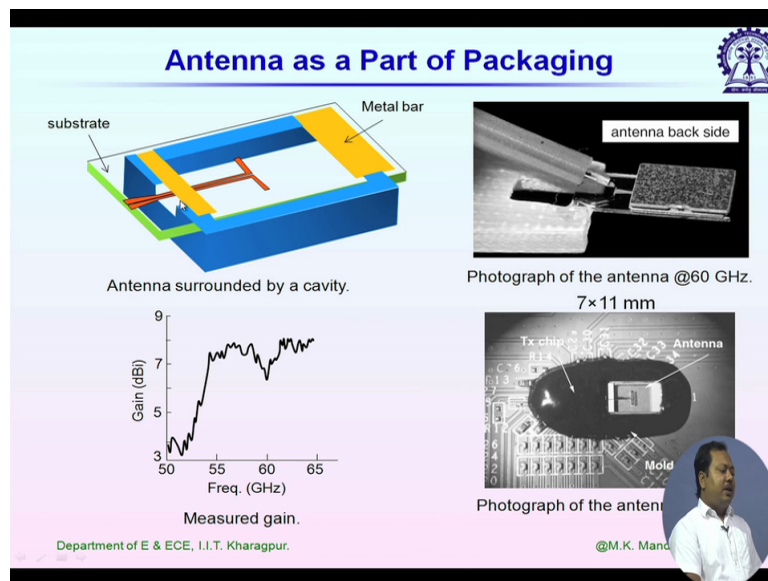 Antenna as a Part of Packaging
substrate
Metal bar
Antenna surrounded by a cavity.
antenna back side
Photograph of the antenna @60 GHz.
7×11 mm
9
7
5
3
Gain (dBi)
50 55 60 65
Freq. (GHz)
Measured gain.
Tx chip
Antenna
Mold
Photograph of the
Department of E & ECE, I.I.T. Kharagpur.